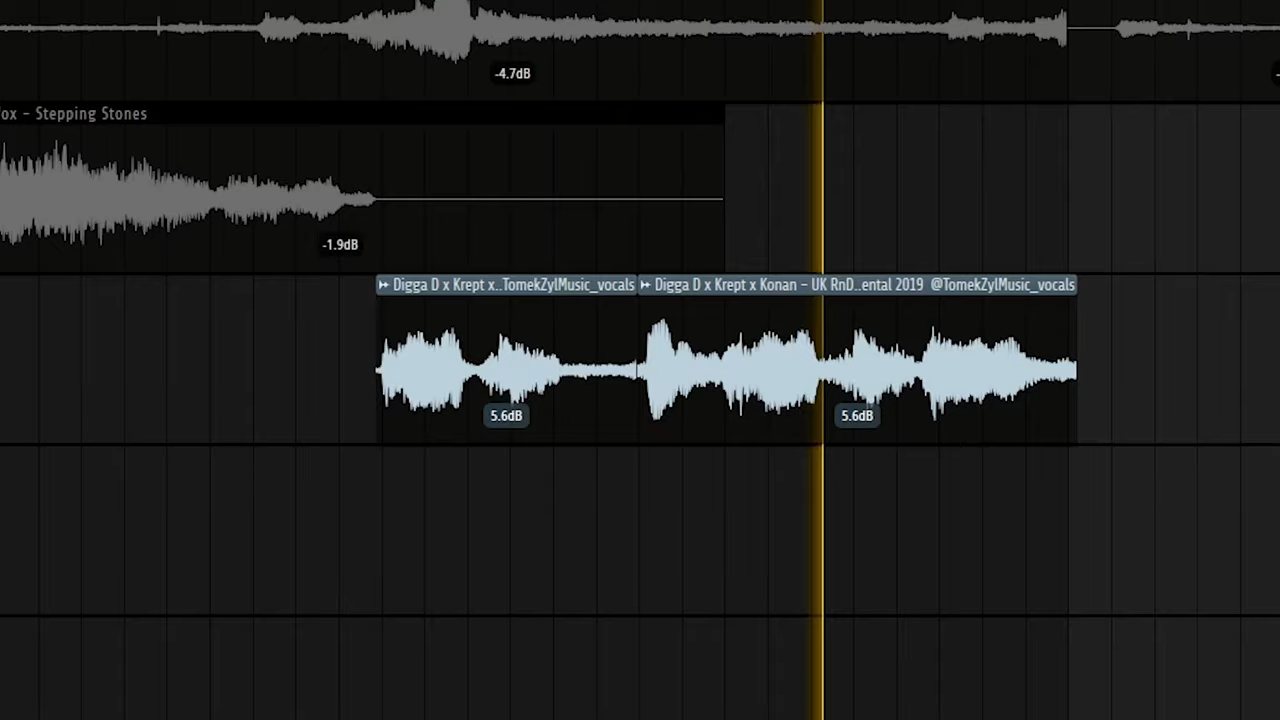 -4.7dB
ox - Stepping Stones
-1.9dB
Digga D x Krept x..TomekZylMusic_vocals
Digga D x Krept x Konan - UK RnD..ental 2019 @TomekZylMusic_vocals
5.6dB
5.6dB